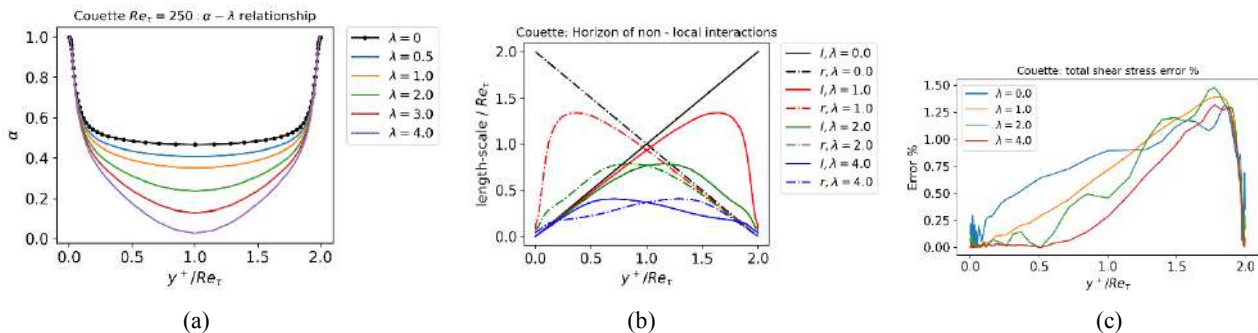 Couette Reτ = 250 : α − λ relationship
1.0
0.8
0.6
0.4
0.2
0.0
α
0.0 0.5 1.0 1.5 2.0
y⁺/Reτ
λ = 0
λ = 0.5
λ = 1.0
λ = 2.0
λ = 3.0
λ = 4.0
(a)
Couette: Horizon of non - local interactions
2.0
1.5
1.0
0.5
0.0
length-scale / Reτ
0.0 0.5 1.0 1.5 2.0
y⁺/Reτ
l, λ = 0.0
r, λ = 0.0
l, λ = 1.0
r, λ = 1.0
l, λ = 2.0
r, λ = 2.0
l, λ = 4.0
r, λ = 4.0
(b)
Couette: total shear stress error %
1.50
1.25
1.00
0.75
0.50
0.25
0.00
Error %
0.0 0.5 1.0 1.5 2.0
y⁺/Reτ
λ = 0.0
λ = 1.0
λ = 2.0
λ = 4.0
(c)